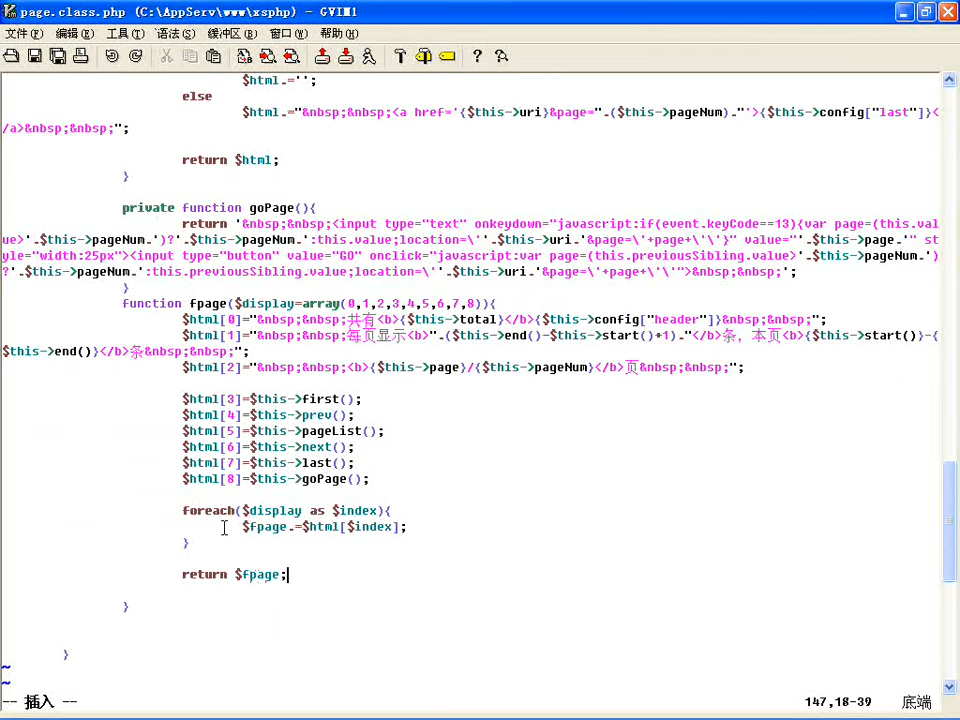 page.class.php (C:\AppServ\www\xsphp) - GVIM1
文件(F) 编辑(E) 工具(T) 语法(S) 缓冲区(B) 窗口(W) 帮助(H)
$html.='';
else
$html.="&nbsp;&nbsp;<a href='{$this->uri}&page=".($this->pageNum)."'>{$this->config["last"]}<
/a>&nbsp;&nbsp;";
return $html;
}
private function goPage(){
return '&nbsp;&nbsp;<input type="text" onkeydown="javascript:if(event.keyCode==13){var page=(this.val
ue>'.$this->pageNum.')?'.$this->pageNum.':this.value;location=\''.$this->uri.'&page=\'+page+\'\'}" value="'.$this->page.'" st
yle="width:25px"><input type="button" value="GO" onclick="javascript:var page=(this.previousSibling.value>'.$this->pageNum.')
?'.$this->pageNum.':this.previousSibling.value;location=\''.$this->uri.'&page=\'+page+\'\'">&nbsp;&nbsp;';
}
function fpage($display=array(0,1,2,3,4,5,6,7,8)){
$html[0]="&nbsp;&nbsp;共有<b>{$this->total}</b>{$this->config["header"]}&nbsp;&nbsp;";
$html[1]="&nbsp;&nbsp;每页显示<b>".($this->end()-$this->start()+1)."</b>条，本页<b>{$this->start()}-{
$this->end()}</b>条&nbsp;&nbsp;";
$html[2]="&nbsp;&nbsp;<b>{$this->page}/{$this->pageNum}</b>页&nbsp;&nbsp;";
$html[3]=$this->first();
$html[4]=$this->prev();
$html[5]=$this->pageList();
$html[6]=$this->next();
$html[7]=$this->last();
$html[8]=$this->goPage();
foreach($display as $index){
$fpage.=$html[$index];
}
return $fpage;
}
}
~
~
-- 插入 -- 147,18-39 底端